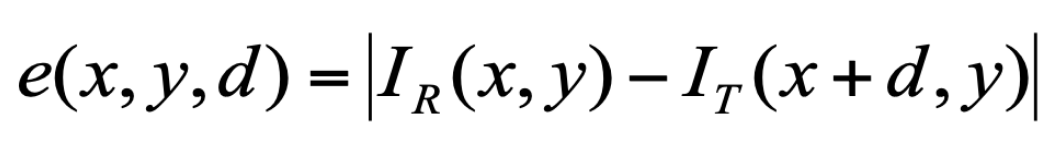 e(x, y, d) = |I_R(x, y) − I_T(x + d, y)|